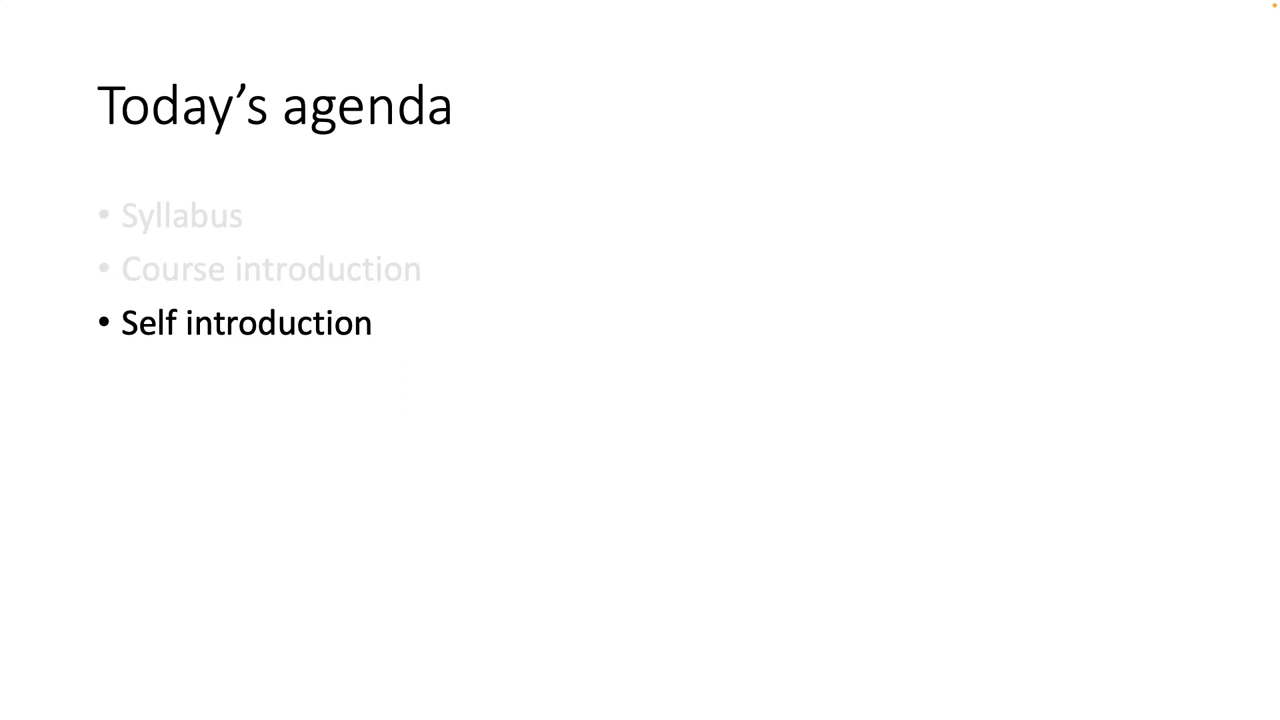 Today’s agenda
• Syllabus
• Course introduction
• Self introduction